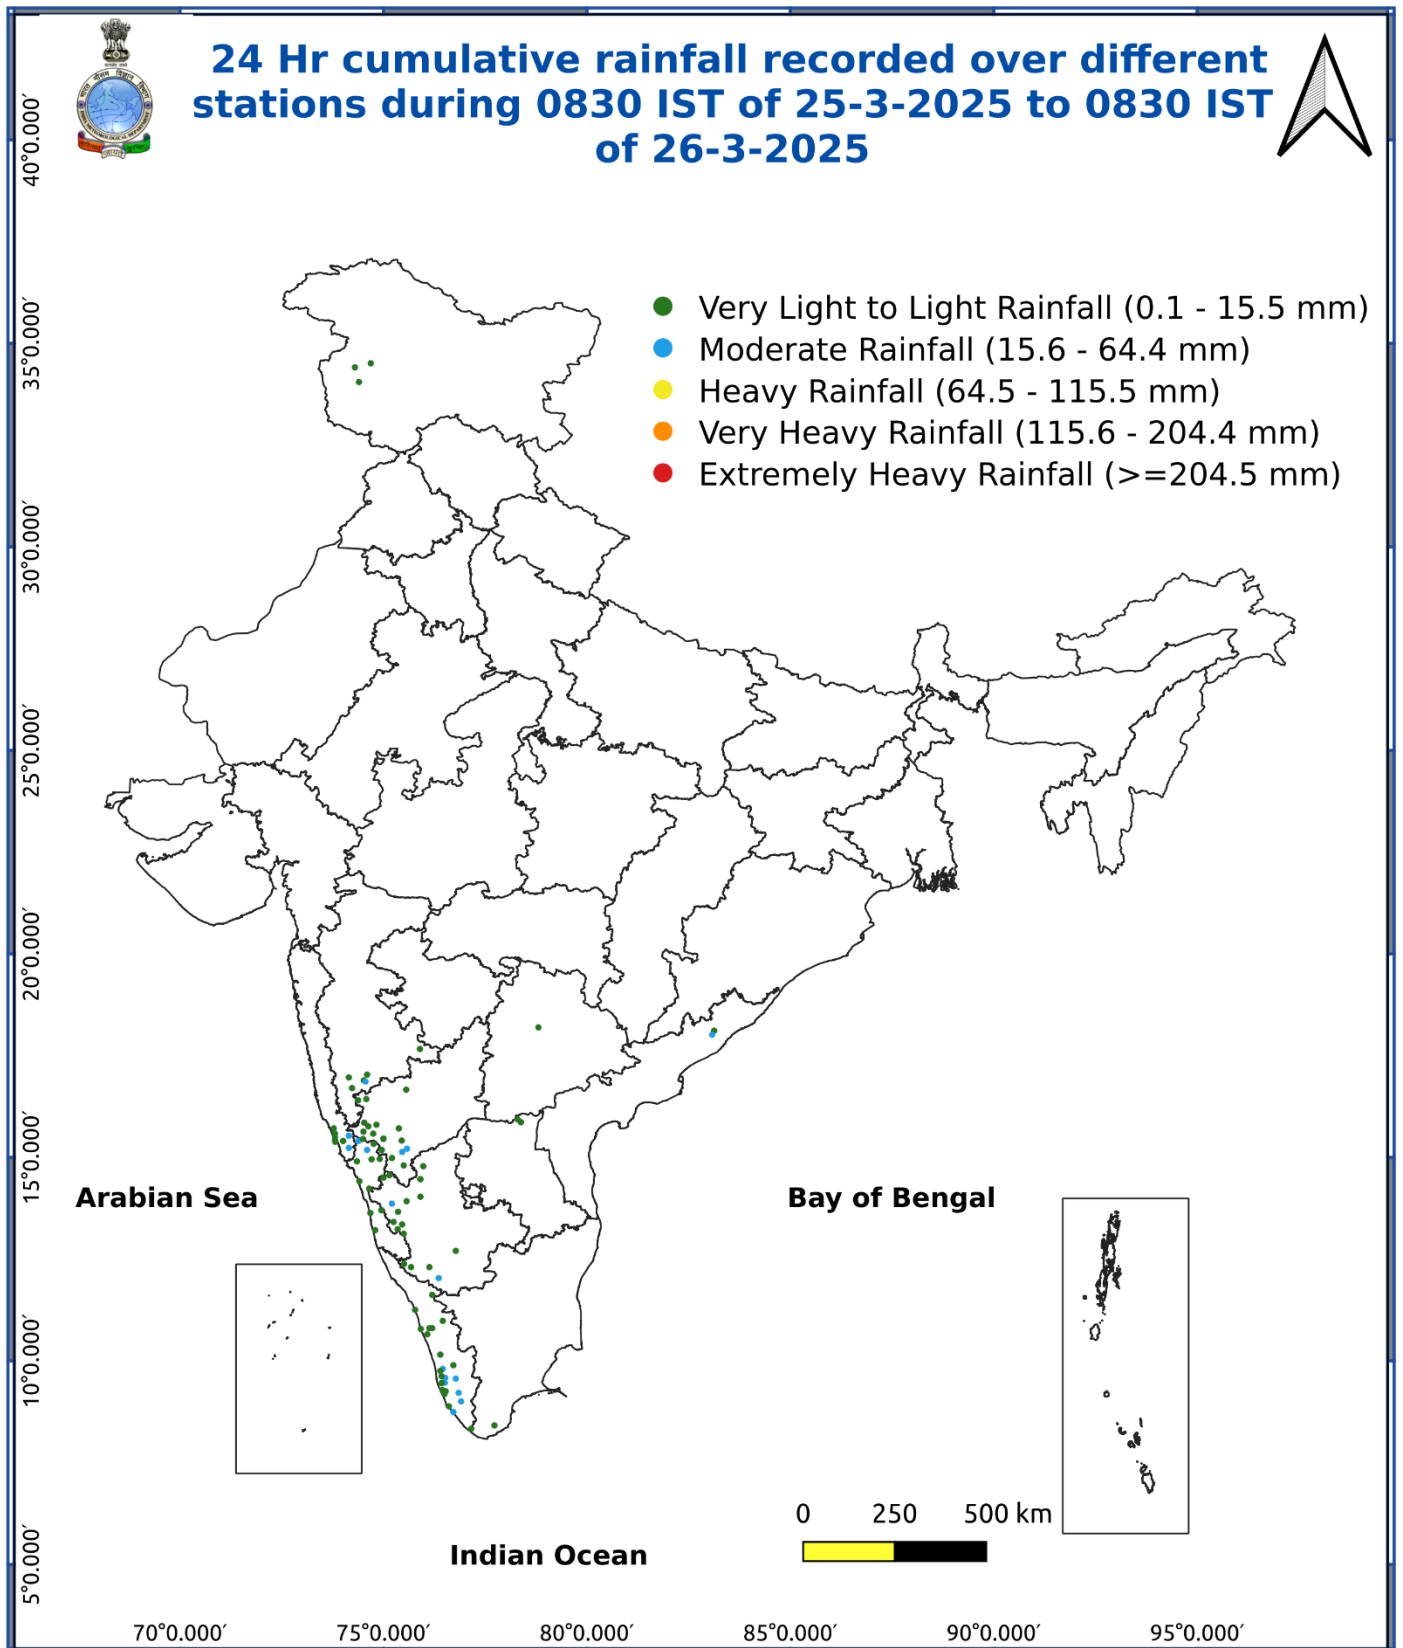 24 Hr cumulative rainfall recorded over different
stations during 0830 IST of 25-3-2025 to 0830 IST
of 26-3-2025
Very Light to Light Rainfall (0.1 - 15.5 mm)
Moderate Rainfall (15.6 - 64.4 mm)
Heavy Rainfall (64.5 - 115.5 mm)
Very Heavy Rainfall (115.6 - 204.4 mm)
Extremely Heavy Rainfall (>=204.5 mm)
40°0.000′
35°0.000′
30°0.000′
25°0.000′
20°0.000′
15°0.000′
10°0.000′
5°0.000′
Arabian Sea
Bay of Bengal
Indian Ocean
0 250 500 km
70°0.000′ 75°0.000′ 80°0.000′ 85°0.000′ 90°0.000′ 95°0.000′